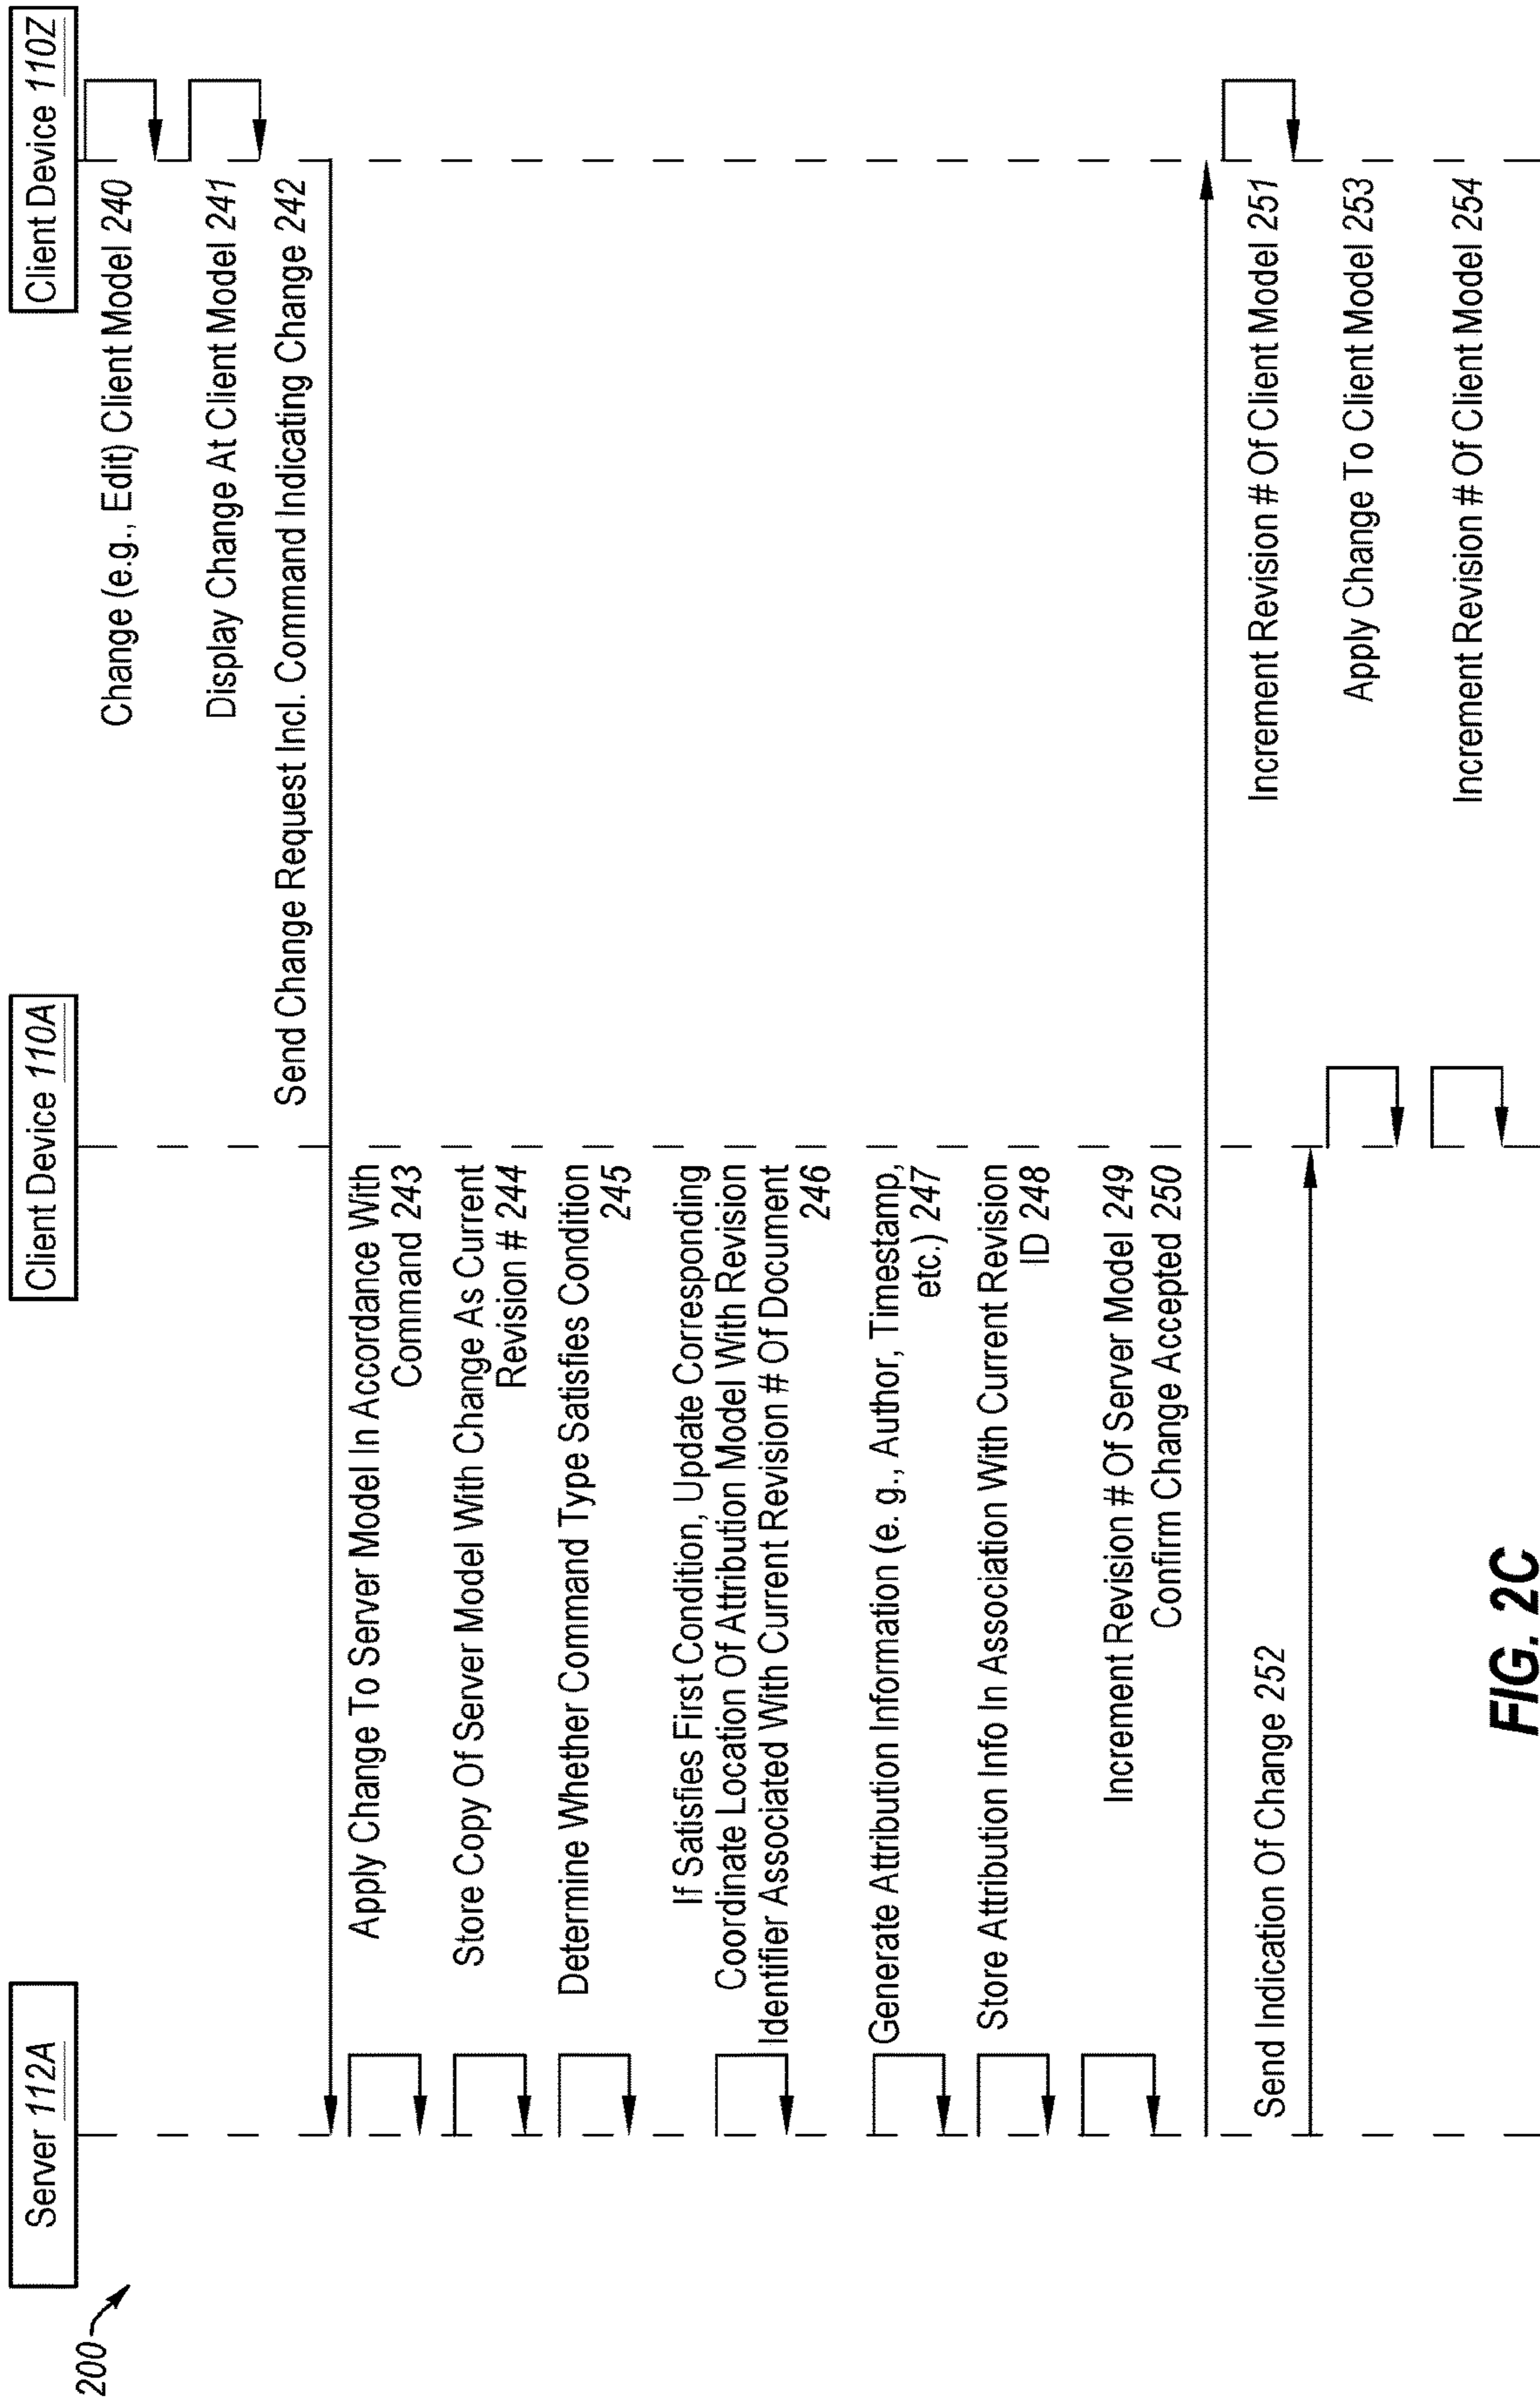 200
Server 112A
Client Device 110A
Client Device 110Z
Change (e.g., Edit) Client Model 240
Display Change At Client Model 241
Send Change Request Incl. Command Indicating Change 242
Apply Change To Server Model In Accordance With
Command 243
Store Copy Of Server Model With Change As Current
Revision # 244
Determine Whether Command Type Satisfies Condition
245
If Satisfies First Condition, Update Corresponding
Coordinate Location Of Attribution Model With Revision
Identifier Associated With Current Revision # Of Document
246
Generate Attribution Information (e. g., Author, Timestamp,
etc.) 247
Store Attribution Info In Association With Current Revision
ID 248
Increment Revision # Of Server Model 249
Confirm Change Accepted 250
Increment Revision # Of Client Model 251
Send Indication Of Change 252
Apply Change To Client Model 253
Increment Revision # Of Client Model 254
FIG. 2C